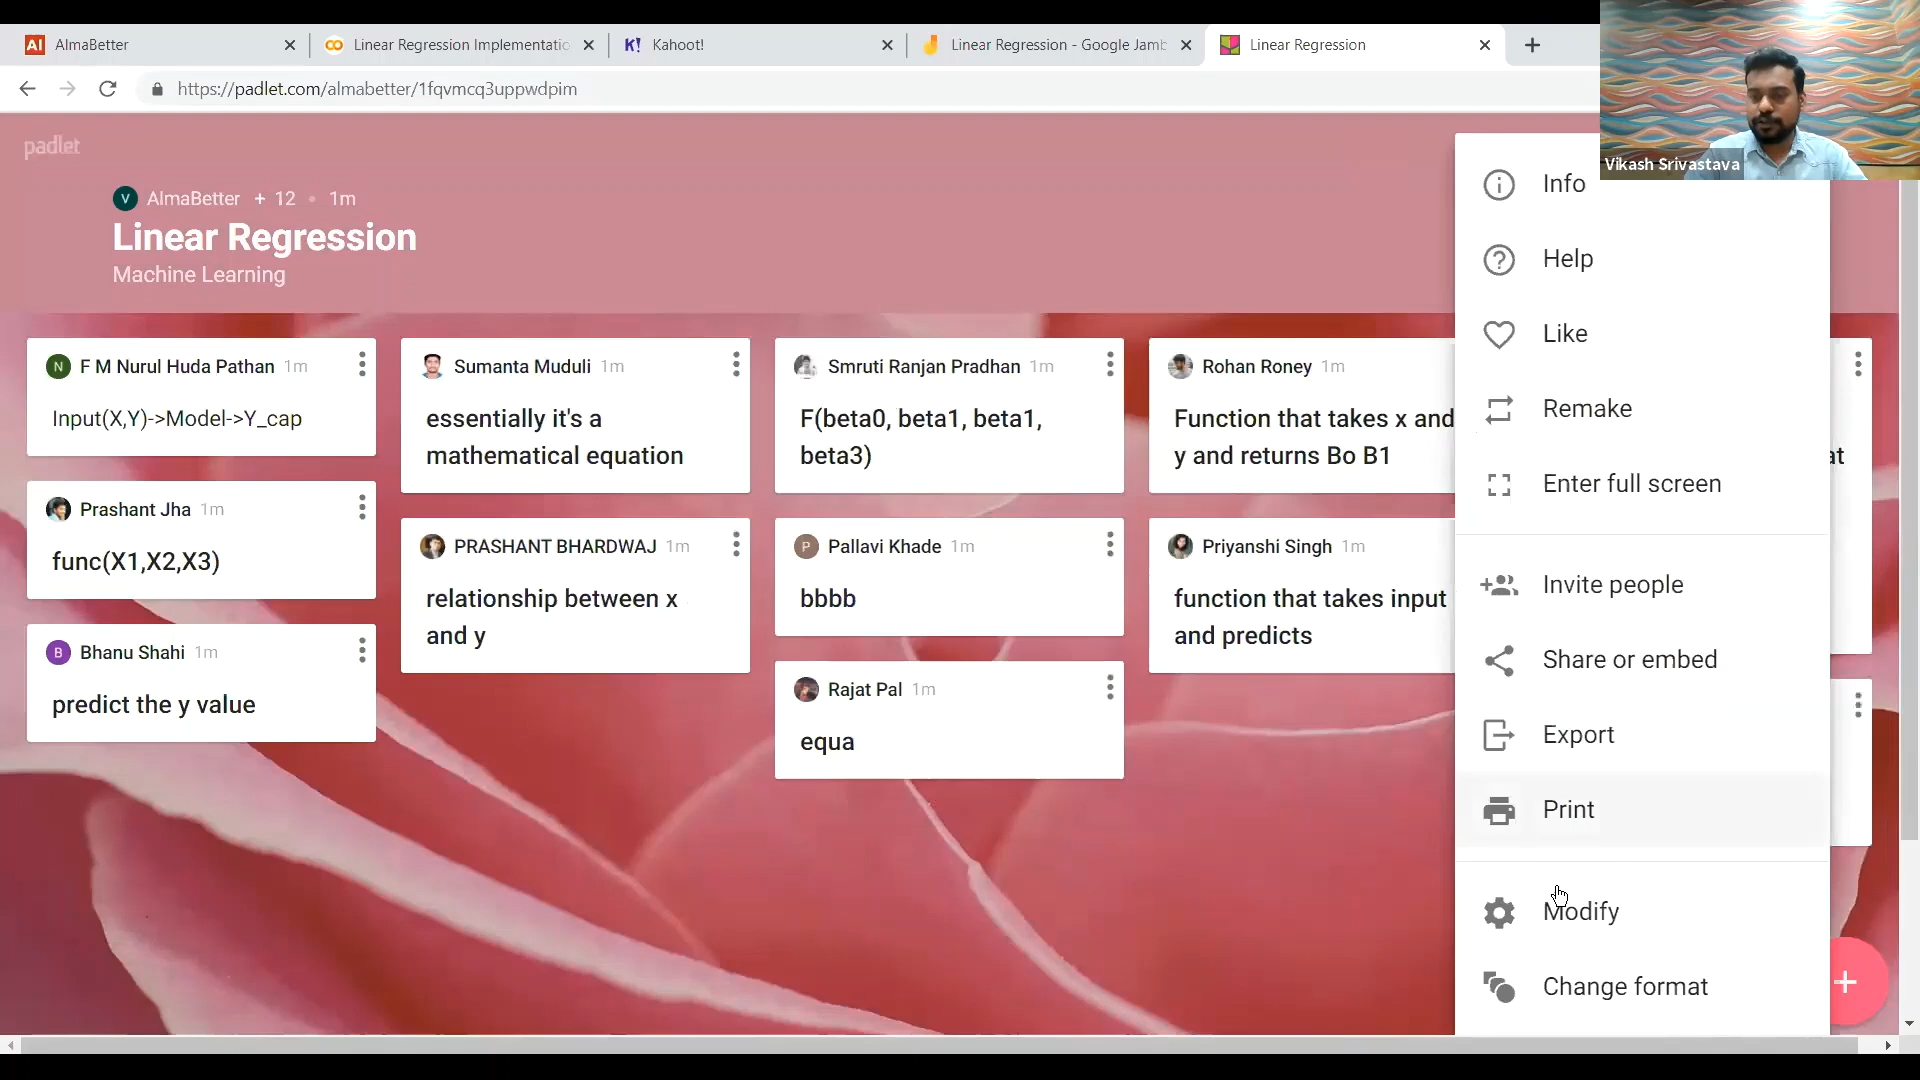 AlmaBetter
Linear Regression Implementatio
Kahoot!
Linear Regression - Google Jamb
Linear Regression
https://padlet.com/almabetter/1fqvmcq3uppwdpim
Vikash Srivastava
padlet
V AlmaBetter + 12 • 1m
Linear Regression
Machine Learning
N F M Nurul Huda Pathan 1m
Input(X,Y)->Model->Y_cap
Prashant Jha 1m
func(X1,X2,X3)
B Bhanu Shahi 1m
predict the y value
Sumanta Muduli 1m
essentially it's a
mathematical equation
PRASHANT BHARDWAJ 1m
relationship between x
and y
Smruti Ranjan Pradhan 1m
F(beta0, beta1, beta1,
beta3)
P Pallavi Khade 1m
bbbb
Rajat Pal 1m
equa
Rohan Roney 1m
Function that takes x and
y and returns Bo B1
Priyanshi Singh 1m
function that takes input
and predicts
Info
Help
Like
Remake
Enter full screen
Invite people
Share or embed
Export
Print
Modify
Change format